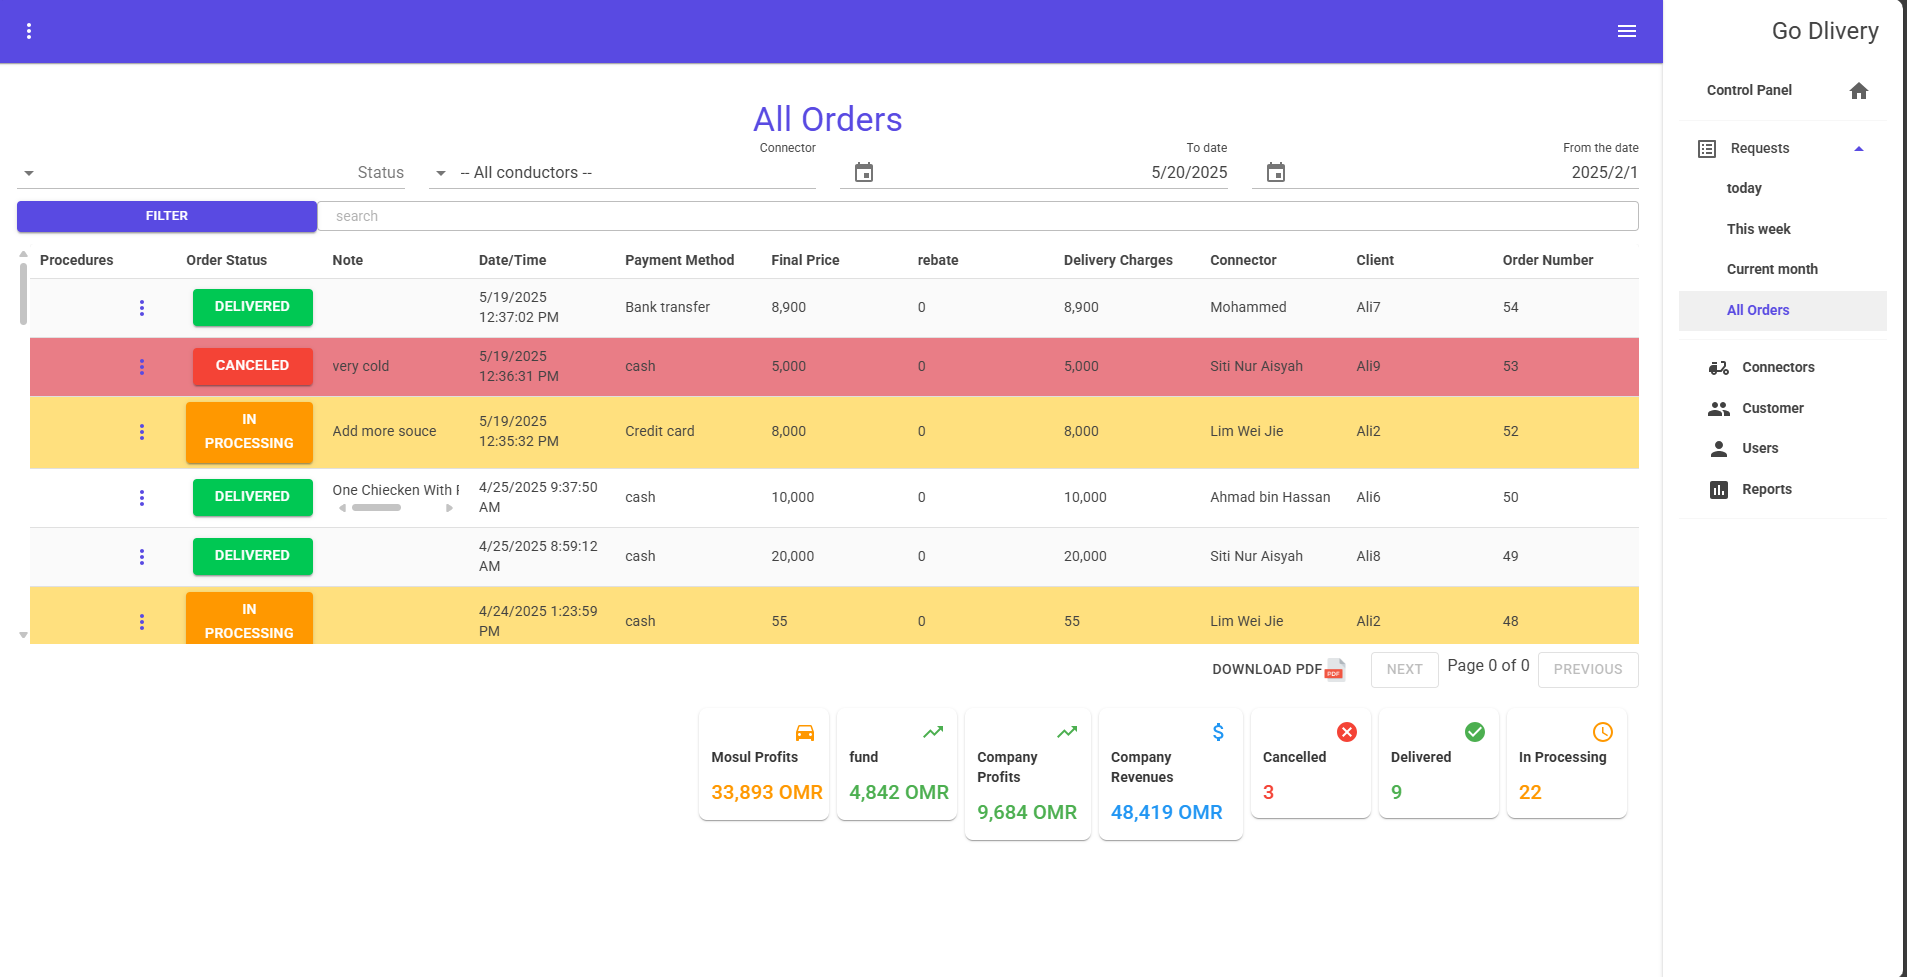 Go Dlivery
Control Panel
Requests
today
This week
Current month
All Orders
Connectors
Customer
Users
Reports
All Orders
Status
Connector
-- All conductors --
To date
5/20/2025
From the date
2025/2/1
FILTER
search
Procedures Order Status Note Date/Time Payment Method Final Price rebate Delivery Charges Connector Client Order Number
DELIVERED 5/19/2025 12:37:02 PM Bank transfer 8,900 0 8,900 Mohammed Ali7 54
CANCELED very cold 5/19/2025 12:36:31 PM cash 5,000 0 5,000 Siti Nur Aisyah Ali9 53
IN PROCESSING Add more souce 5/19/2025 12:35:32 PM Credit card 8,000 0 8,000 Lim Wei Jie Ali2 52
DELIVERED One Chiecken With 4/25/2025 9:37:50 AM cash 10,000 0 10,000 Ahmad bin Hassan Ali6 50
DELIVERED 4/25/2025 8:59:12 AM cash 20,000 0 20,000 Siti Nur Aisyah Ali8 49
IN PROCESSING 4/24/2025 1:23:59 PM cash 55 0 55 Lim Wei Jie Ali2 48
DOWNLOAD PDF PDF NEXT Page 0 of 0 PREVIOUS
Mosul Profits
33,893 OMR
fund
4,842 OMR
Company
Profits
9,684 OMR
Company
Revenues
48,419 OMR
Cancelled
3
Delivered
9
In Processing
22